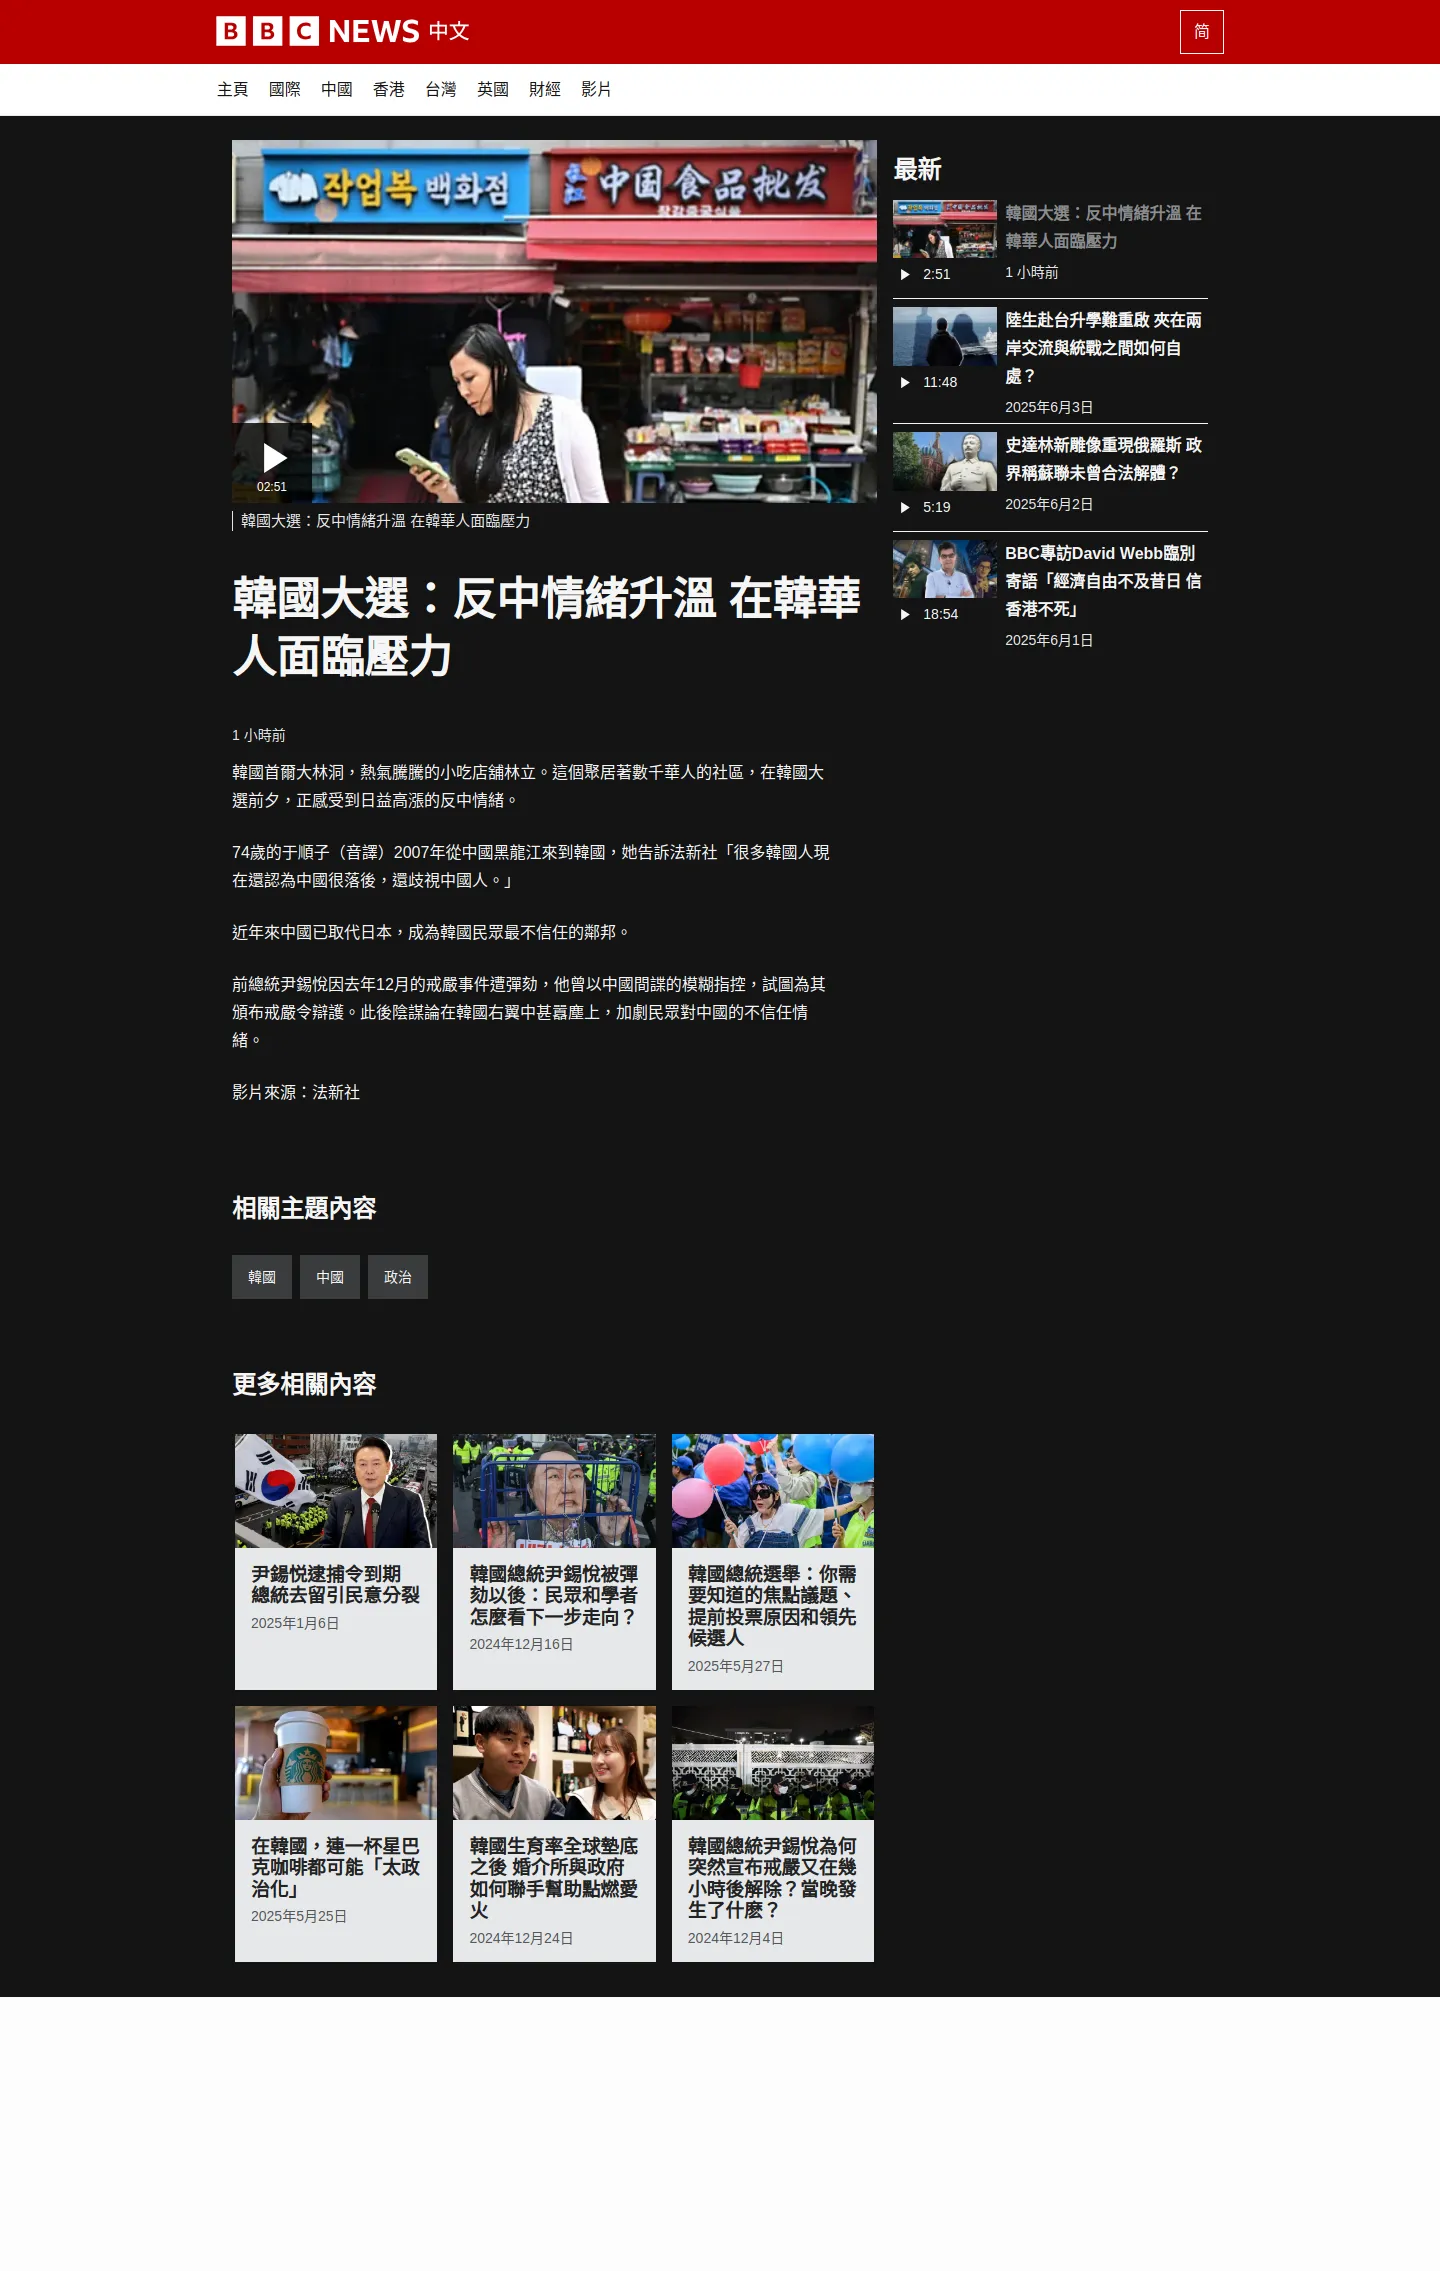 BBC NEWS 中文
简
主頁 國際 中國 香港 台灣 英國 財經 影片
작업복 백화점
中国食品批发
02:51
韓國大選：反中情緒升溫 在韓華人面臨壓力
韓國大選：反中情緒升溫 在韓華
人面臨壓力
1 小時前
韓國首爾大林洞，熱氣騰騰的小吃店舖林立。這個聚居著數千華人的社區，在韓國大
選前夕，正感受到日益高漲的反中情緒。
74歲的于順子（音譯）2007年從中國黑龍江來到韓國，她告訴法新社「很多韓國人現
在還認為中國很落後，還歧視中國人。」
近年來中國已取代日本，成為韓國民眾最不信任的鄰邦。
前總統尹錫悅因去年12月的戒嚴事件遭彈劾，他曾以中國間諜的模糊指控，試圖為其
頒布戒嚴令辯護。此後陰謀論在韓國右翼中甚囂塵上，加劇民眾對中國的不信任情
緒。
影片來源：法新社
最新
韓國大選：反中情緒升溫 在
韓華人面臨壓力
2:51
1 小時前
陸生赴台升學難重啟 夾在兩
岸交流與統戰之間如何自
處？
11:48
2025年6月3日
史達林新雕像重現俄羅斯 政
界稱蘇聯未曾合法解體？
5:19
2025年6月2日
BBC專訪David Webb臨別
寄語「經濟自由不及昔日 信
香港不死」
18:54
2025年6月1日
相關主題內容
韓國 中國 政治
更多相關內容
尹鍚悦逮捕令到期
總統去留引民意分裂
2025年1月6日
韓國總統尹錫悅被彈
劾以後：民眾和學者
怎麼看下一步走向？
2024年12月16日
韓國總統選舉：你需
要知道的焦點議題、
提前投票原因和領先
候選人
2025年5月27日
在韓國，連一杯星巴
克咖啡都可能「太政
治化」
2025年5月25日
韓國生育率全球墊底
之後 婚介所與政府
如何聯手幫助點燃愛
火
2024年12月24日
韓國總統尹錫悅為何
突然宣布戒嚴又在幾
小時後解除？當晚發
生了什麽？
2024年12月4日